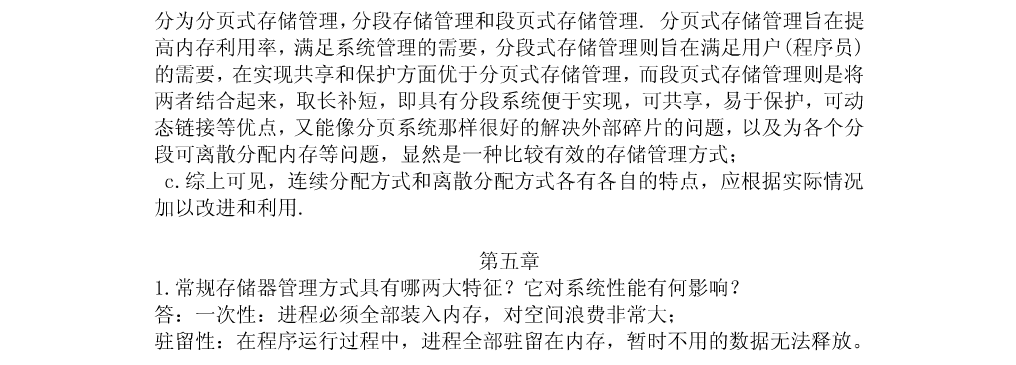 分为分页式存储管理，分段存储管理和段页式存储管理. 分页式存储管理旨在提
高内存利用率，满足系统管理的需要，分段式存储管理则旨在满足用户(程序员)
的需要，在实现共享和保护方面优于分页式存储管理，而段页式存储管理则是将
两者结合起来，取长补短，即具有分段系统便于实现，可共享，易于保护，可动
态链接等优点，又能像分页系统那样很好的解决外部碎片的问题，以及为各个分
段可离散分配内存等问题，显然是一种比较有效的存储管理方式；
c.综上可见，连续分配方式和离散分配方式各有各自的特点，应根据实际情况
加以改进和利用.
第五章
1.常规存储器管理方式具有哪两大特征？它对系统性能有何影响？
答：一次性：进程必须全部装入内存，对空间浪费非常大；
驻留性：在程序运行过程中，进程全部驻留在内存，暂时不用的数据无法释放。